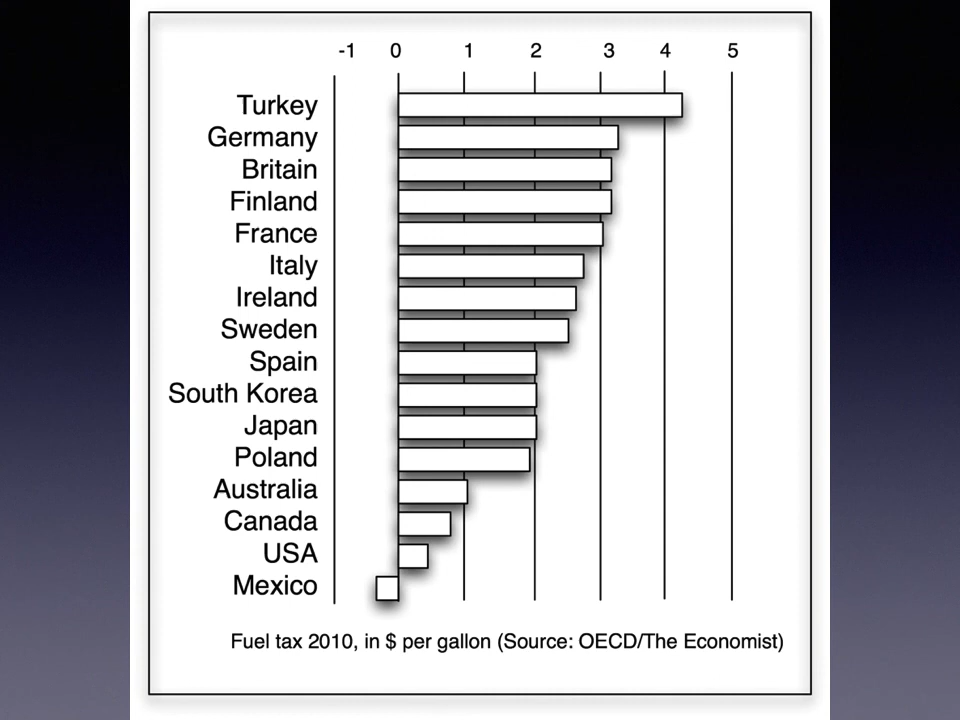 -1 0 1 2 3 4 5
Turkey
Germany
Britain
Finland
France
Italy
Ireland
Sweden
Spain
South Korea
Japan
Poland
Australia
Canada
USA
Mexico
Fuel tax 2010, in $ per gallon (Source: OECD/The Economist)